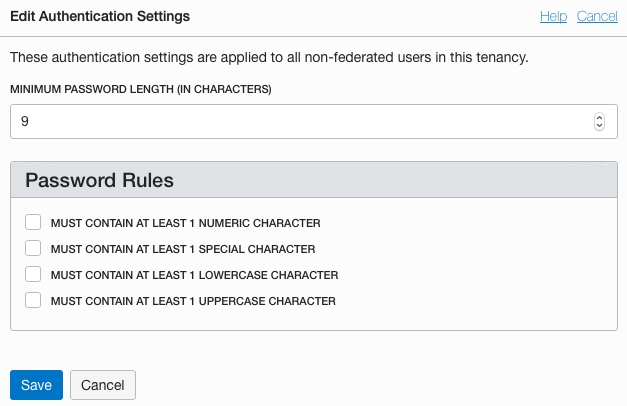 Edit Authentication Settings
Help Cancel
These authentication settings are applied to all non-federated users in this tenancy.
MINIMUM PASSWORD LENGTH (IN CHARACTERS)
9
Password Rules
MUST CONTAIN AT LEAST 1 NUMERIC CHARACTER
MUST CONTAIN AT LEAST 1 SPECIAL CHARACTER
MUST CONTAIN AT LEAST 1 LOWERCASE CHARACTER
MUST CONTAIN AT LEAST 1 UPPERCASE CHARACTER
Save Cancel